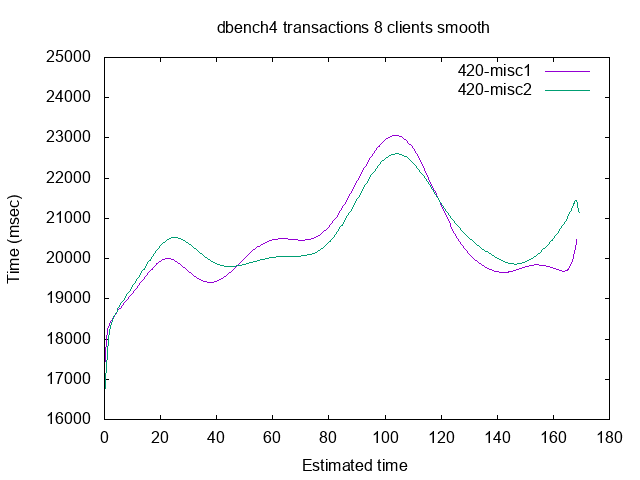 dbench4 transactions 8 clients smooth
25000
24000
23000
22000
21000
20000
19000
18000
17000
16000
Time (msec)
420-misc1
420-misc2
0 20 40 60 80 100 120 140 160 180
Estimated time